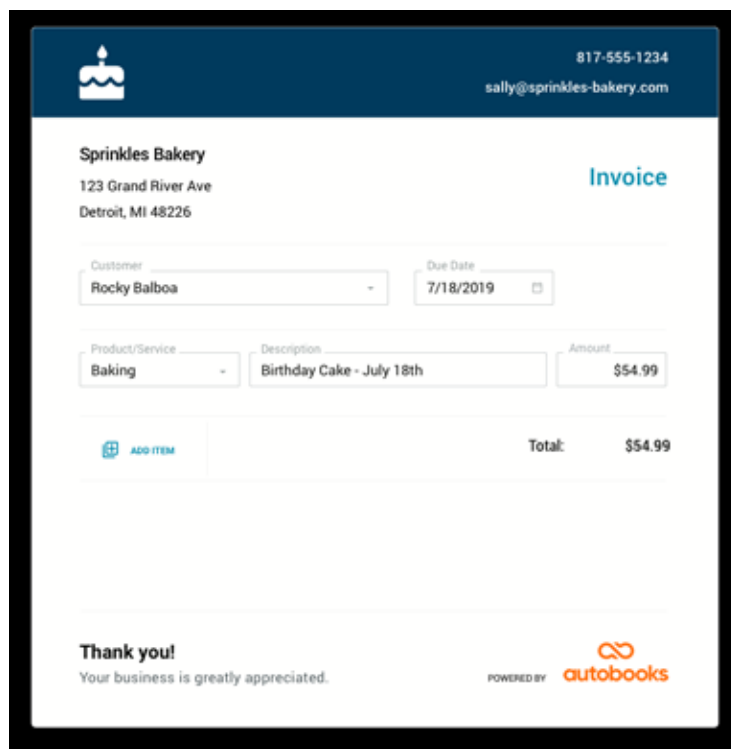 817-555-1234
sally@sprinkles-bakery.com
Sprinkles Bakery
123 Grand River Ave
Detroit, MI 48226
Invoice
Customer
Rocky Balboa
Due Date
7/18/2019
Product/Service
Baking
Description
Birthday Cake - July 18th
Amount
$54.99
ADD ITEM
Total: $54.99
Thank you!
Your business is greatly appreciated.
POWERED BY autobooks